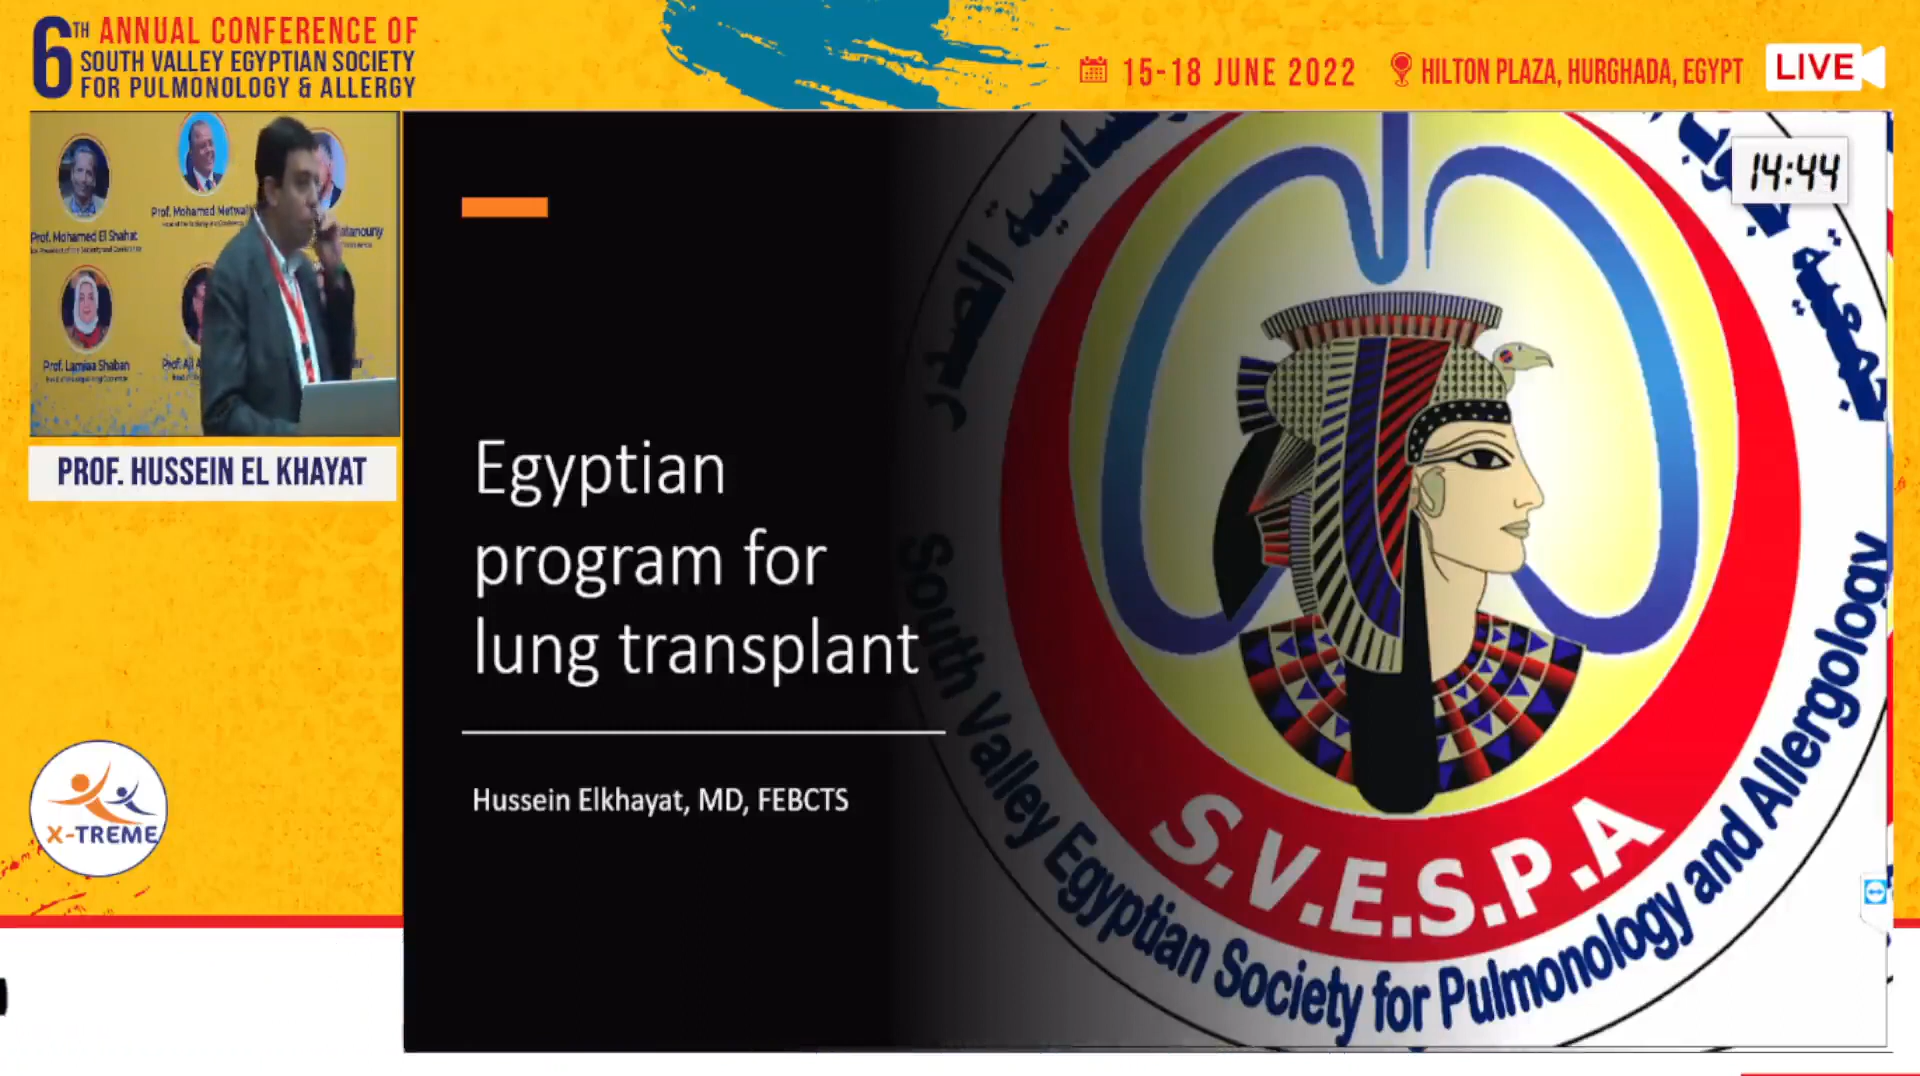 6TH ANNUAL CONFERENCE OF
SOUTH VALLEY EGYPTIAN SOCIETY
FOR PULMONOLOGY & ALLERGY
15-18 JUNE 2022
HILTON PLAZA, HURGHADA, EGYPT
LIVE
14:44
Prof. Mohamed El Shahat
Prof. Mohamed Metwal
Prof. Lamiaa Shaban
PROF. HUSSEIN EL KHAYAT
X-TREME
Egyptian
program for
lung transplant
Hussein Elkhayat, MD, FEBCTS
الصدر
S.V.E.S.P.A
South Valley Egyptian Society for Pulmonology and Allergology